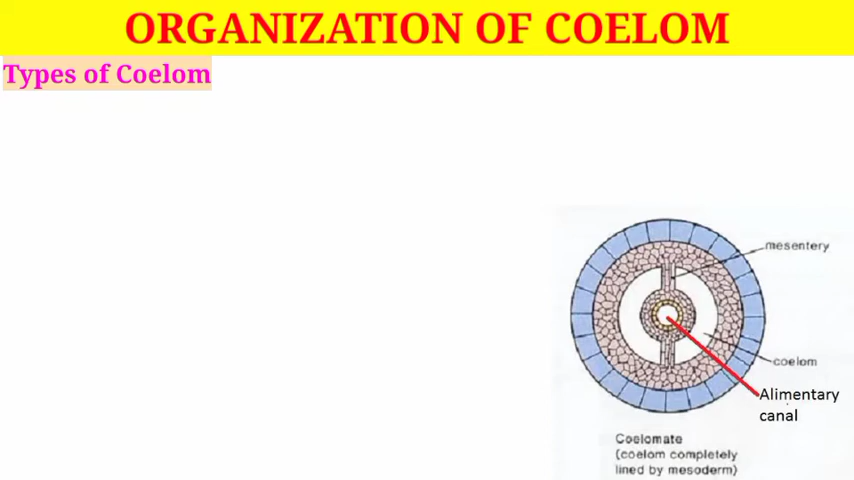 ORGANIZATION OF COELOM
Types of Coelom
mesentery
coelom
Alimentary
canal
Coelomate
(coelom completely
lined by mesoderm)